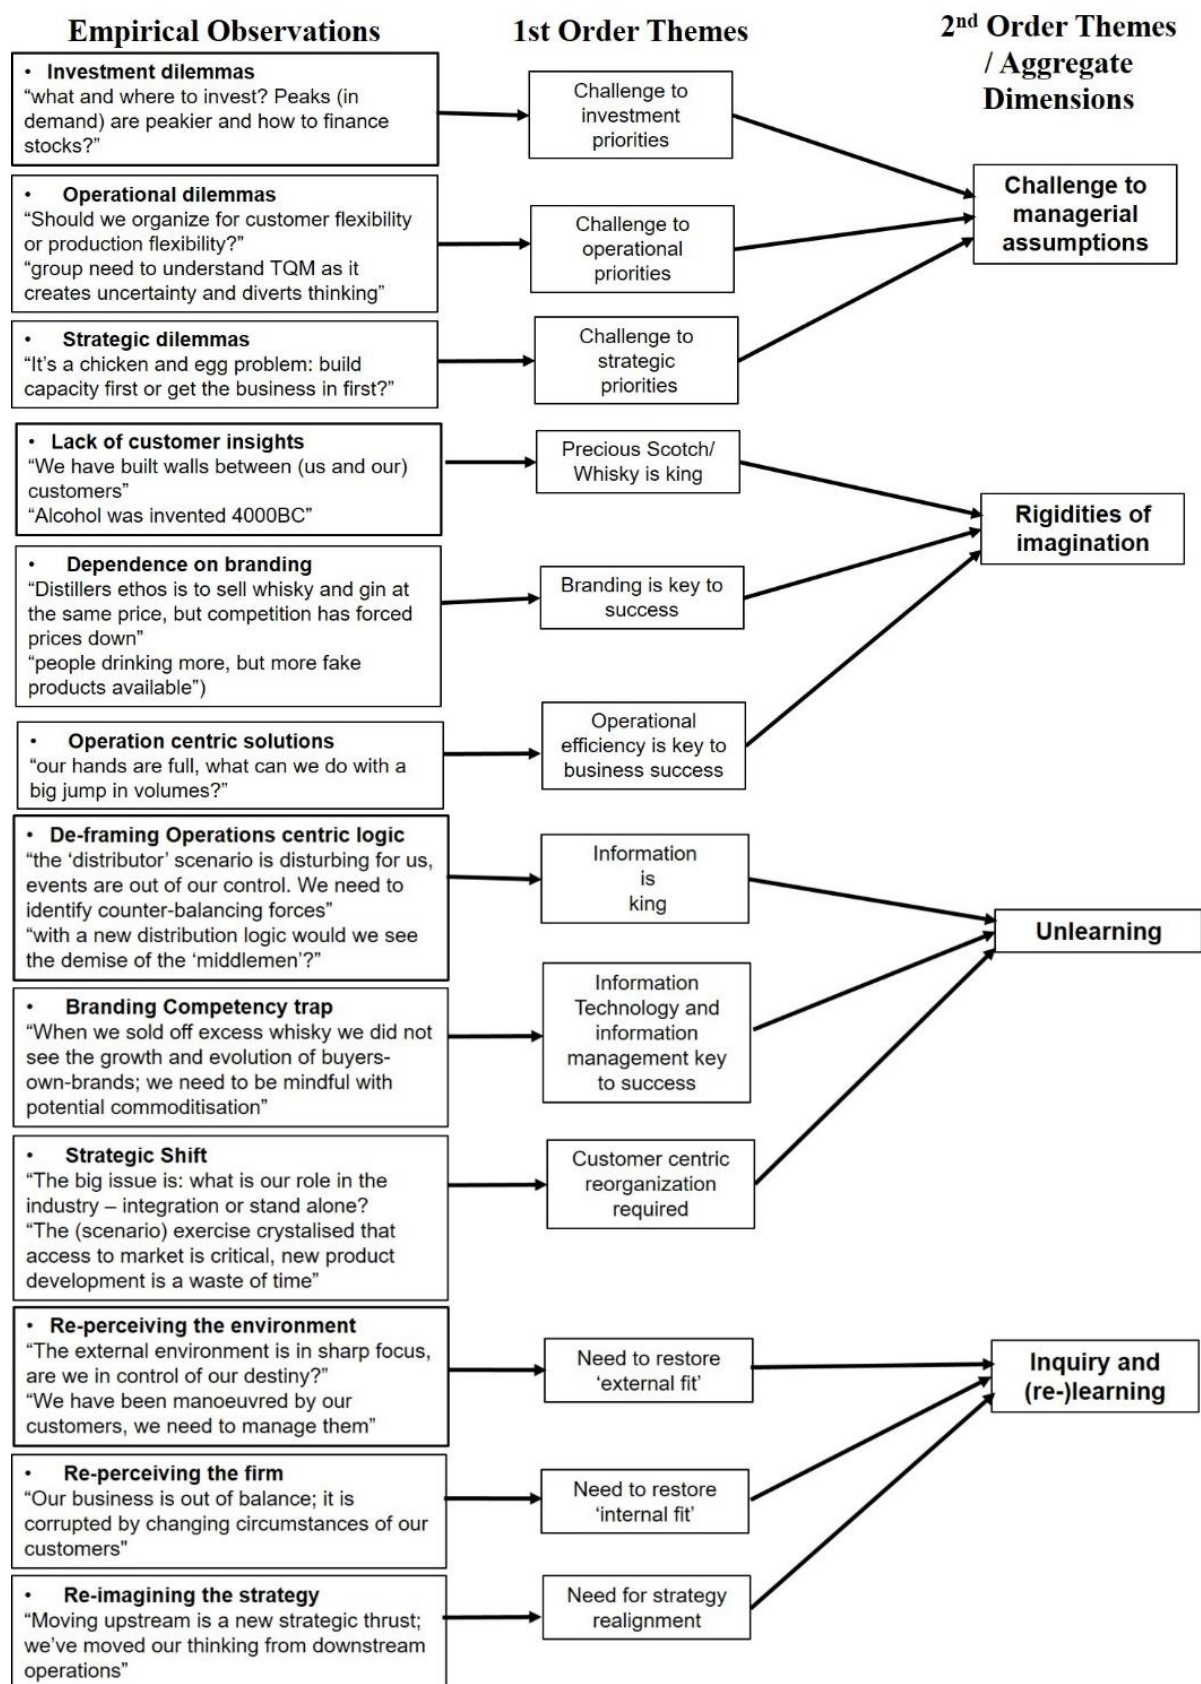 Empirical Observations
1st Order Themes
2nd Order Themes
/ Aggregate
Dimensions
• Investment dilemmas
“what and where to invest? Peaks (in
demand) are peakier and how to finance
stocks?”
Challenge to
investment
priorities
• Operational dilemmas
“Should we organize for customer flexibility
or production flexibility?”
“group need to understand TQM as it
creates uncertainty and diverts thinking”
Challenge to
operational
priorities
• Strategic dilemmas
“It’s a chicken and egg problem: build
capacity first or get the business in first?”
Challenge to
strategic
priorities
Challenge to
managerial
assumptions
• Lack of customer insights
“We have built walls between (us and our)
customers”
“Alcohol was invented 4000BC”
Precious Scotch/
Whisky is king
• Dependence on branding
“Distillers ethos is to sell whisky and gin at
the same price, but competition has forced
prices down”
“people drinking more, but more fake
products available”)
Branding is key to
success
• Operation centric solutions
“our hands are full, what can we do with a
big jump in volumes?”
Operational
efficiency is key to
business success
Rigidities of
imagination
• De-framing Operations centric logic
“the ‘distributor’ scenario is disturbing for us,
events are out of our control. We need to
identify counter-balancing forces”
“with a new distribution logic would we see
the demise of the ‘middlemen’?”
Information
is
king
• Branding Competency trap
“When we sold off excess whisky we did not
see the growth and evolution of buyers-
own-brands; we need to be mindful with
potential commoditisation”
Information
Technology and
information
management key
to success
• Strategic Shift
“The big issue is: what is our role in the
industry – integration or stand alone?
“The (scenario) exercise crystalised that
access to market is critical, new product
development is a waste of time”
Customer centric
reorganization
required
Unlearning
• Re-perceiving the environment
“The external environment is in sharp focus,
are we in control of our destiny?”
“We have been manoeuvred by our
customers, we need to manage them”
Need to restore
‘external fit’
• Re-perceiving the firm
“Our business is out of balance; it is
corrupted by changing circumstances of our
customers"
Need to restore
‘internal fit’
• Re-imagining the strategy
“Moving upstream is a new strategic thrust;
we’ve moved our thinking from downstream
operations”
Need for strategy
realignment
Inquiry and
(re-)learning